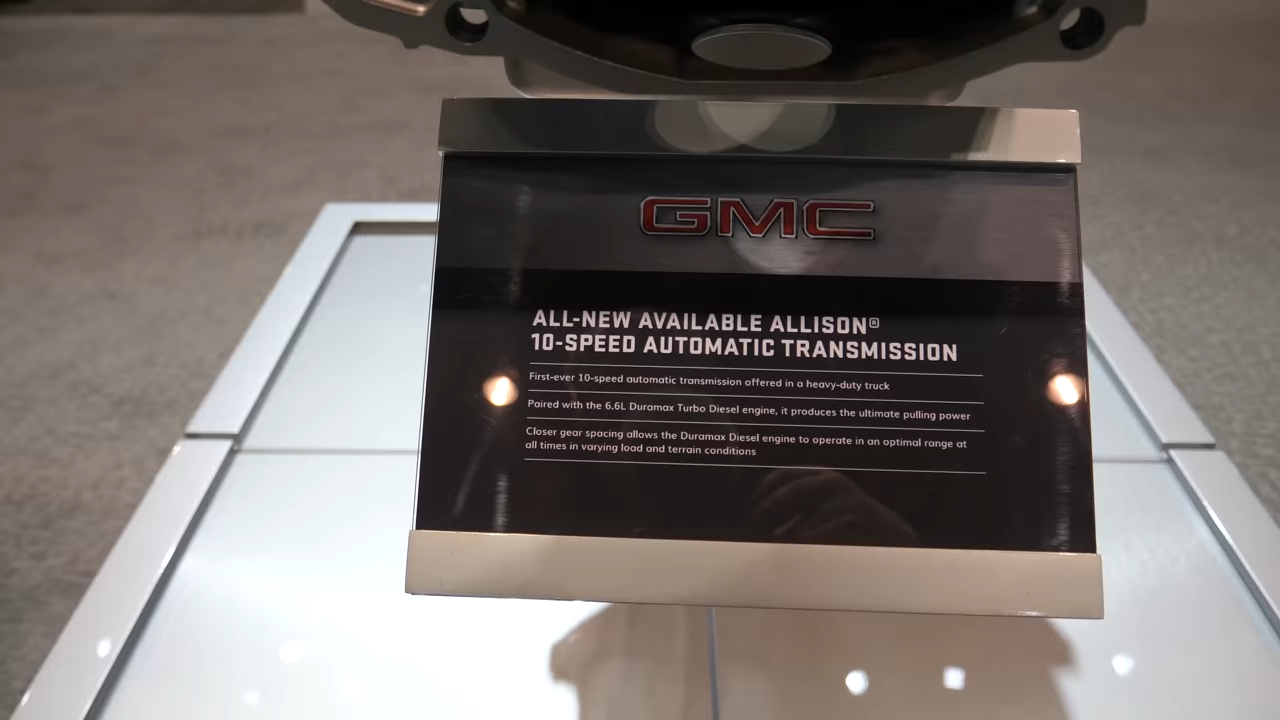 GMC
ALL-NEW AVAILABLE ALLISON®
10-SPEED AUTOMATIC TRANSMISSION
First-ever 10-speed automatic transmission offered in a heavy-duty truck
Paired with the 6.6L Duramax Turbo Diesel engine, it produces the ultimate pulling power
Closer gear spacing allows the Duramax Diesel engine to operate in an optimal range at
all times in varying load and terrain conditions